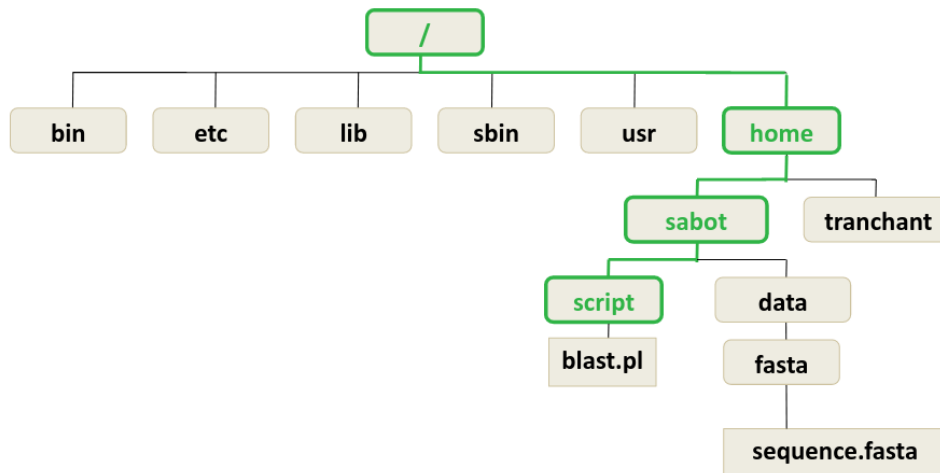 /
bin
etc
lib
sbin
usr
home
sabot
tranchant
script
data
blast.pl
fasta
sequence.fasta